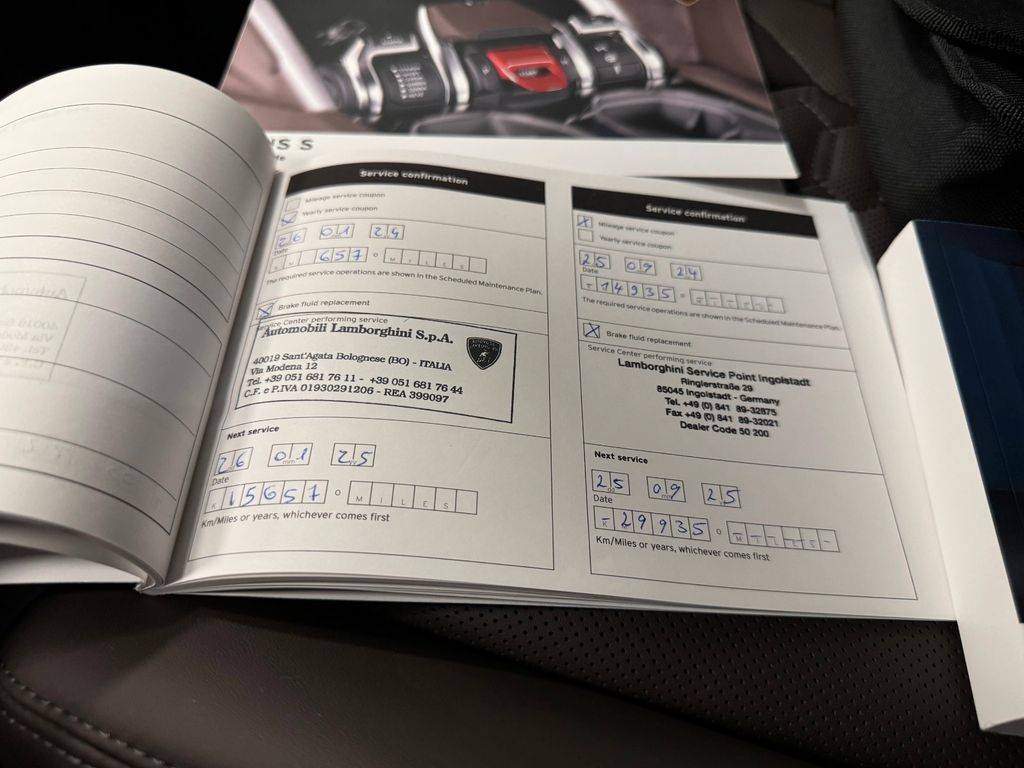 S S
Service confirmation
Mileage service coupon
Yearly service coupon
26 01 24
Date
657 o MILES
The required service operations are shown in the Scheduled Maintenance Plan.
Brake fluid replacement
Service Center performing service
Automobili Lamborghini S.p.A.
40019 Sant'Agata Bolognese (BO) - ITALIA
Via Modena 12
Tel. +39 051 681 76 11 - +39 051 681 76 44
C.F. e P.IVA 01930291206 - REA 399097
Next service
26 01 25
Date
15657 o MILES
Km/Miles or years, whichever comes first
Service confirmation
Mileage service coupon
Yearly service coupon
25 09 24
Date
14935 o
The required service operations are shown in the Scheduled Maintenance Plan.
Brake fluid replacement
Service Center performing service
Lamborghini Service Point Ingolstadt
Ringlerstraße 29
85045 Ingolstadt - Germany
Tel. +49 (0) 841 89-32875
Fax +49 (0) 841 89-32021
Dealer Code 50 200
Next service
25 09 25
Date
29935 o MILES
Km/Miles or years, whichever comes first